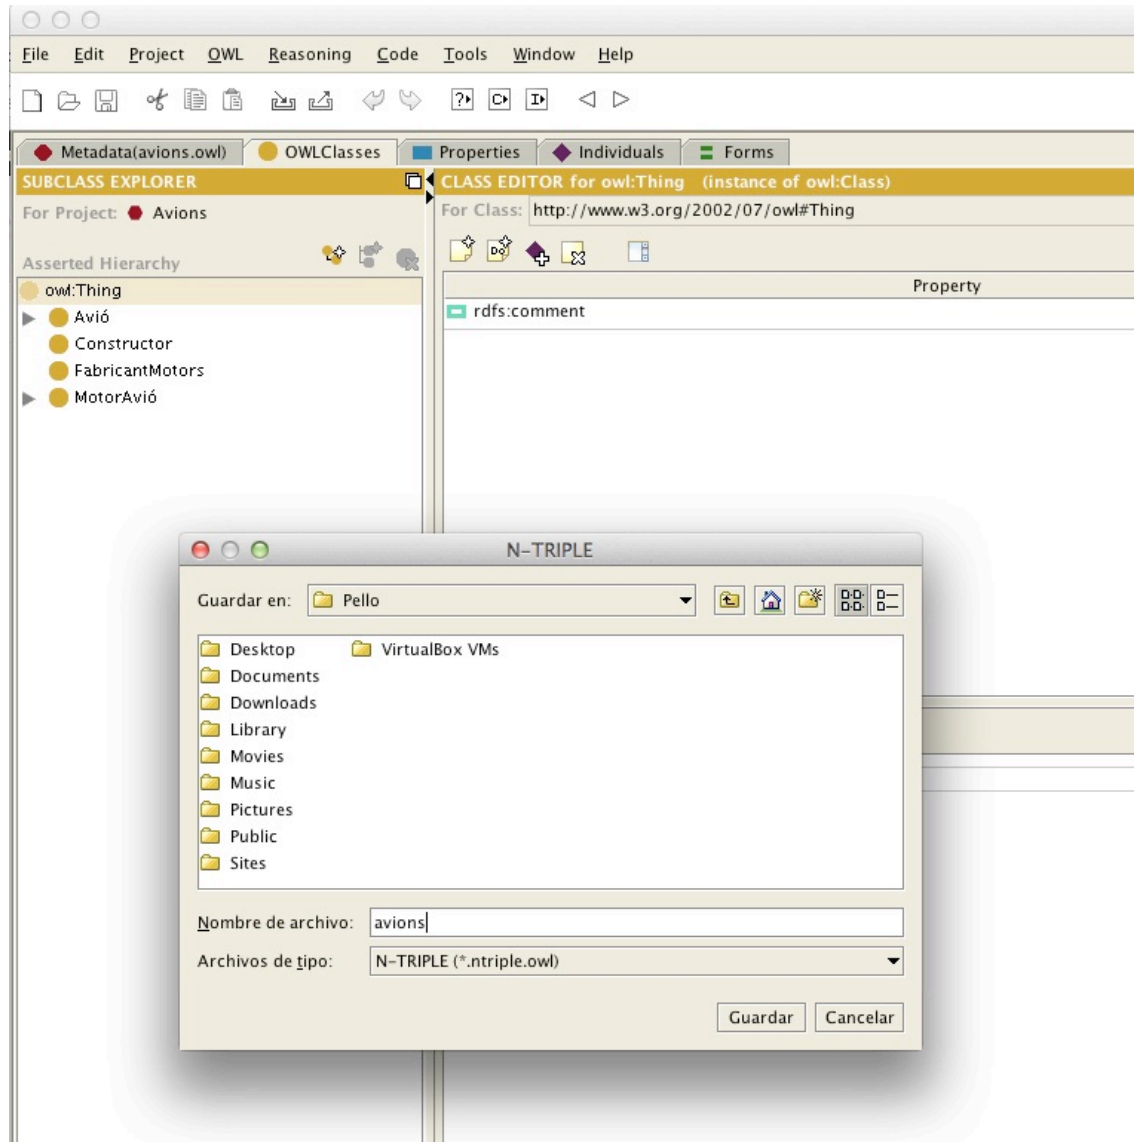 File Edit Project OWL Reasoning Code Tools Window Help
Metadata(avions.owl) OWLClasses Properties Individuals Forms
SUBCLASS EXPLORER
For Project: Avions
Asserted Hierarchy
owl:Thing
Avió
Constructor
FabricantMotors
MotorAvió
CLASS EDITOR for owl:Thing (instance of owl:Class)
For Class: http://www.w3.org/2002/07/owl#Thing
Property
rdfs:comment
N-TRIPLE
Guardar en: Pello
Desktop VirtualBox VMs
Documents
Downloads
Library
Movies
Music
Pictures
Public
Sites
Nombre de archivo: avions
Archivos de tipo: N-TRIPLE (*.ntriple.owl)
Guardar Cancelar